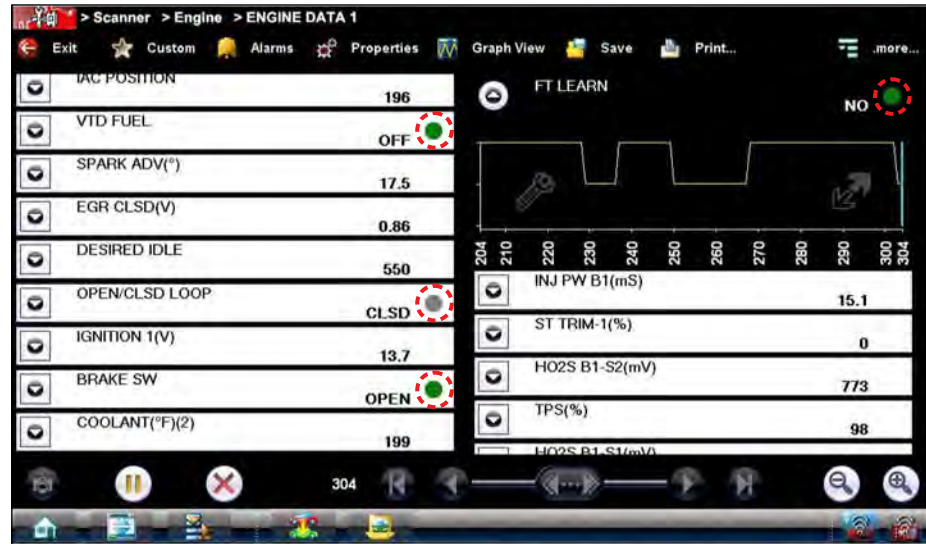 > Scanner > Engine > ENGINE DATA 1
Exit Custom Alarms Properties Graph View Save Print... .more...
IAC POSITION
196
VTD FUEL
OFF
SPARK ADV(°)
17.5
EGR CLSD(V)
0.86
DESIRED IDLE
550
OPEN/CLSD LOOP
CLSD
IGNITION 1(V)
13.7
BRAKE SW
OPEN
COOLANT(°F)(2)
199
FT LEARN
NO
204 210 220 230 240 250 260 270 280 290 300 304
INJ PW B1(mS)
15.1
ST TRIM-1(%)
0
HO2S B1-S2(mV)
773
TPS(%)
98
HO2S B1-S1(mV)
304